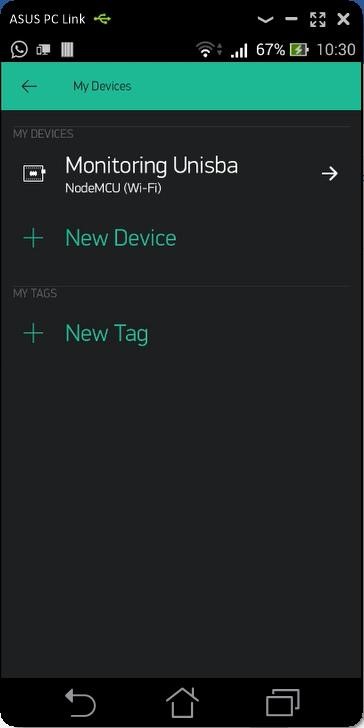 ASUS PC Link
67% 10:30
My Devices
MY DEVICES
Monitoring Unisba
NodeMCU (Wi-Fi)
New Device
MY TAGS
New Tag